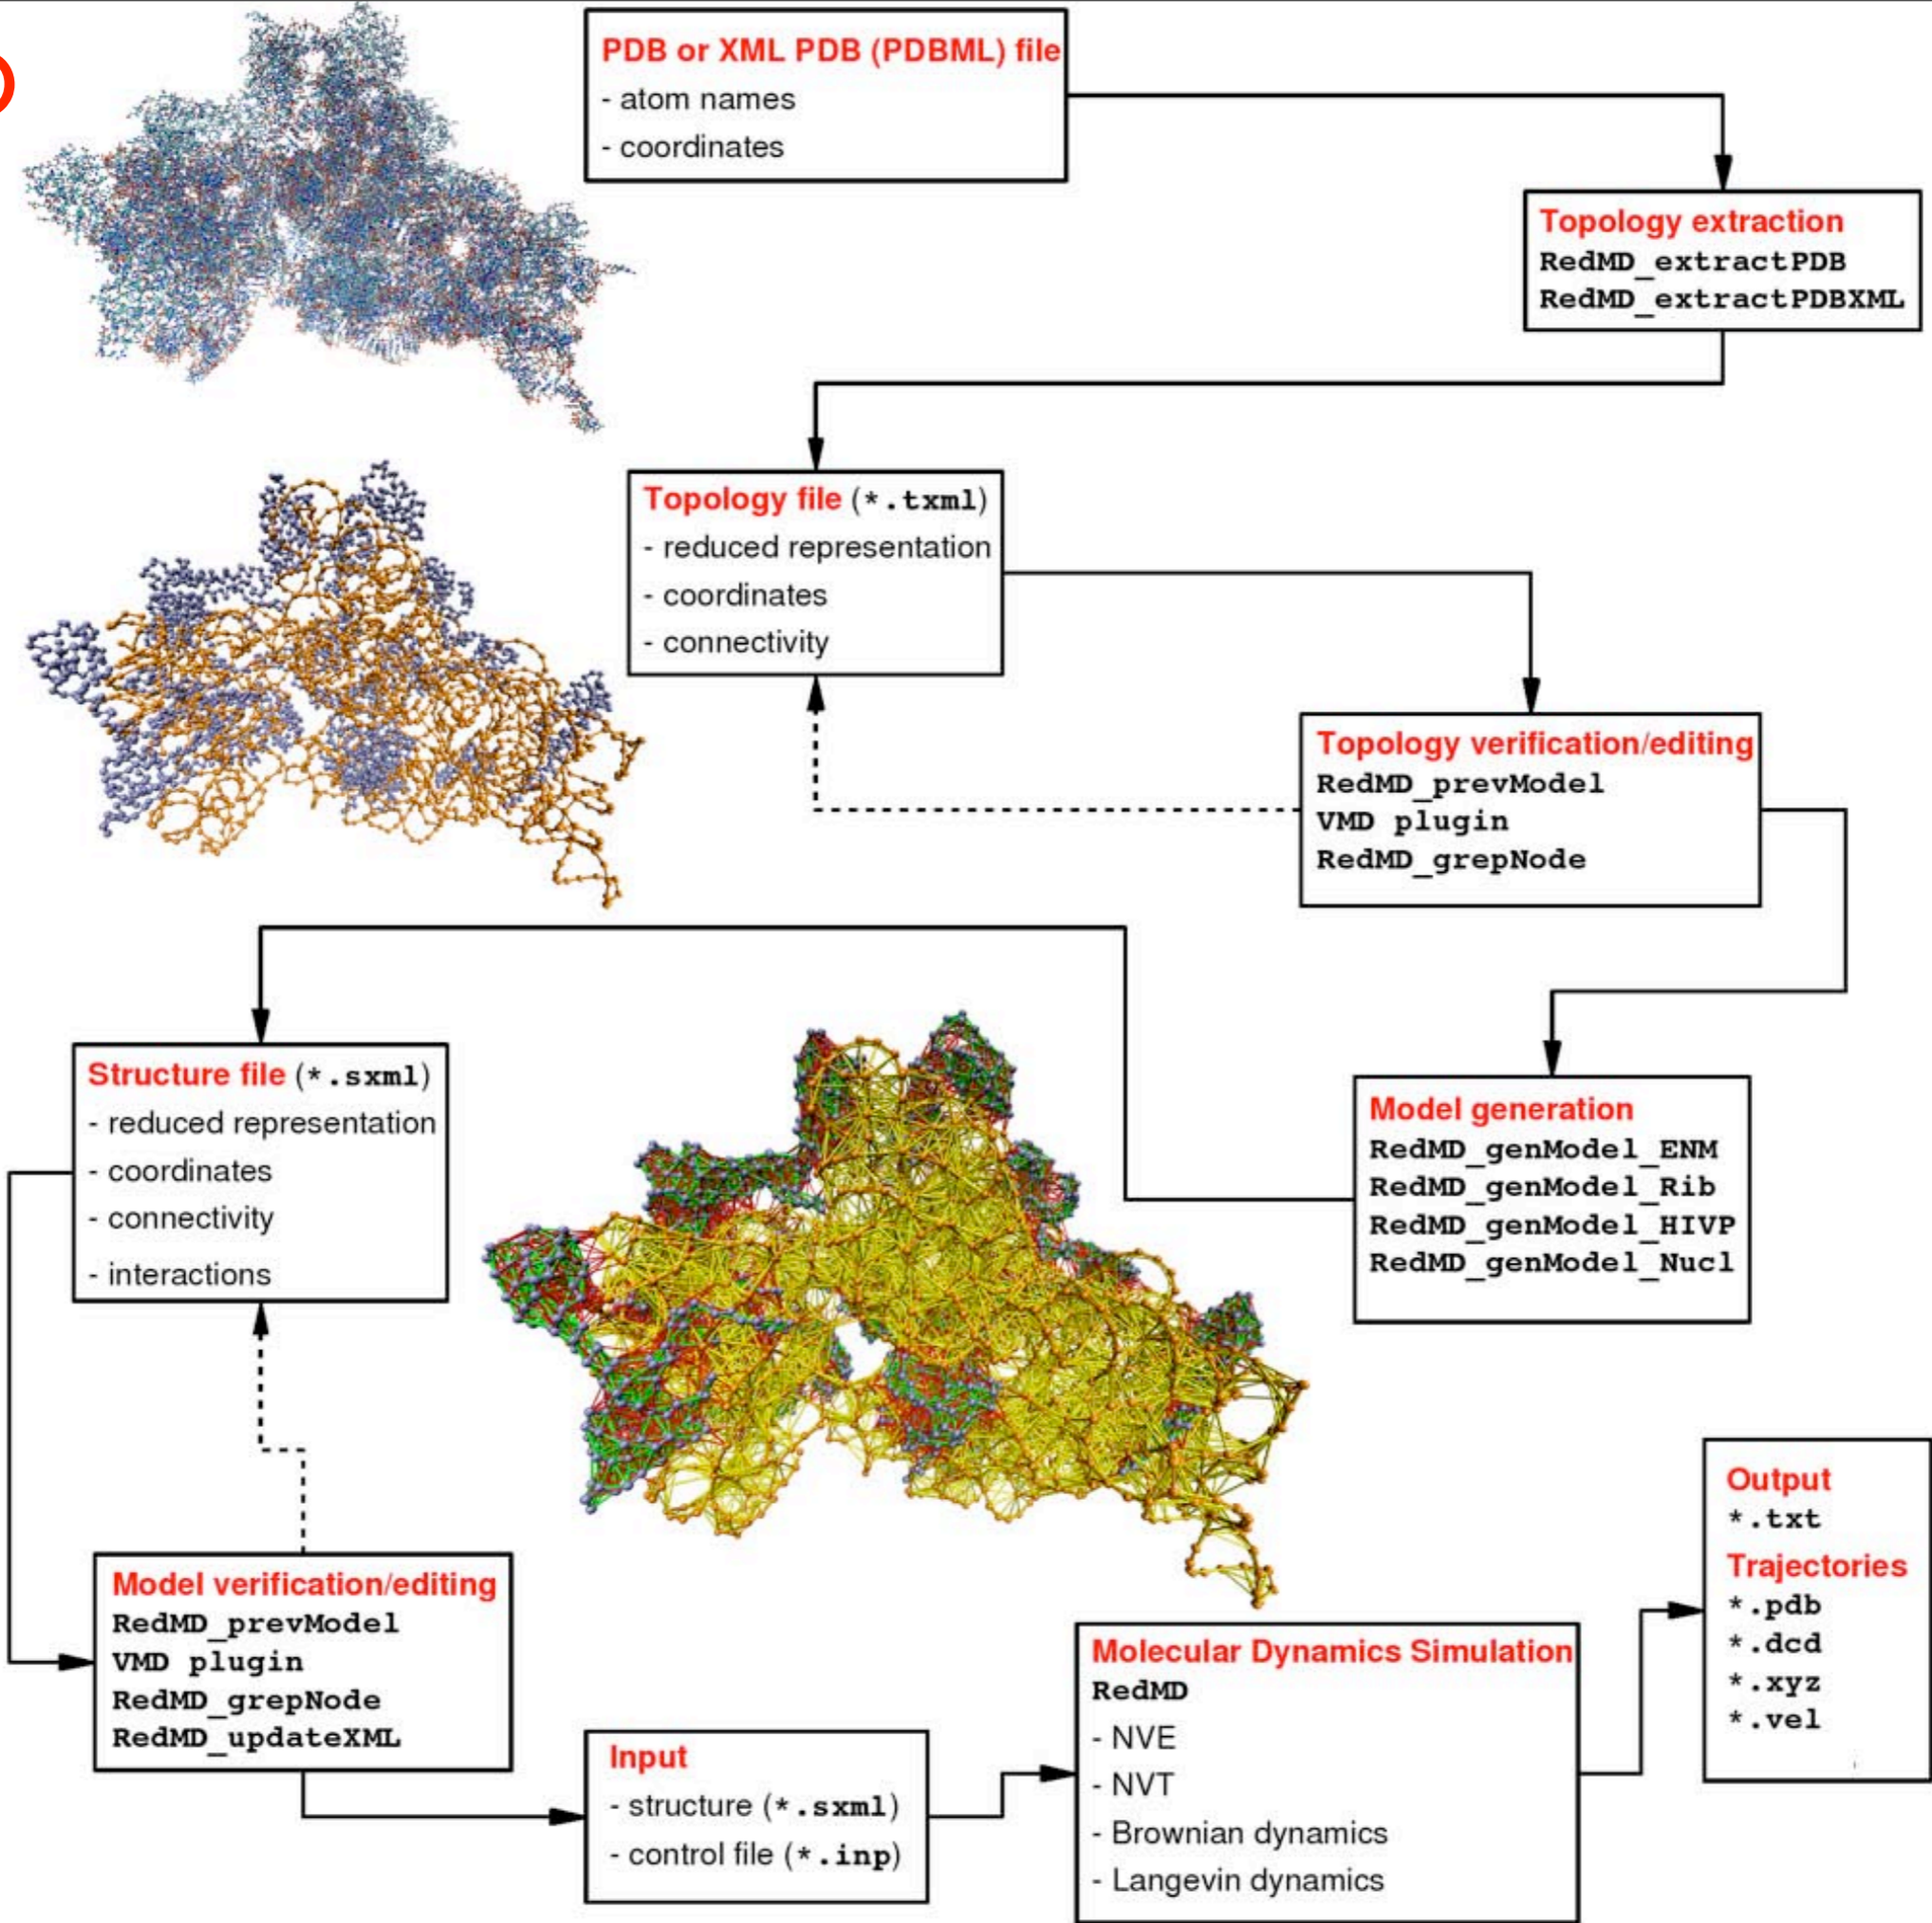 PDB or XML PDB (PDBML) file
- atom names
- coordinates
Topology extraction
RedMD_extractPDB
RedMD_extractPDBXML
Topology file (*.txml)
- reduced representation
- coordinates
- connectivity
Topology verification/editing
RedMD_prevModel
VMD plugin
RedMD_grepNode
Model generation
RedMD_genModel_ENM
RedMD_genModel_Rib
RedMD_genModel_HIVP
RedMD_genModel_Nucl
Structure file (*.sxml)
- reduced representation
- coordinates
- connectivity
- interactions
Model verification/editing
RedMD_prevModel
VMD plugin
RedMD_grepNode
RedMD_updateXML
Input
- structure (*.sxml)
- control file (*.inp)
Molecular Dynamics Simulation
RedMD
- NVE
- NVT
- Brownian dynamics
- Langevin dynamics
Output
*.txt
Trajectories
*.pdb
*.dcd
*.xyz
*.vel